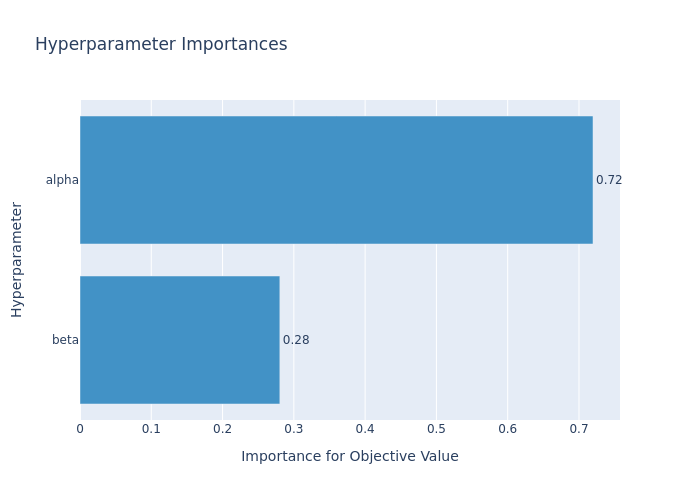 Hyperparameter Importances
Hyperparameter
alpha
0.72
beta
0.28
0 0.1 0.2 0.3 0.4 0.5 0.6 0.7
Importance for Objective Value